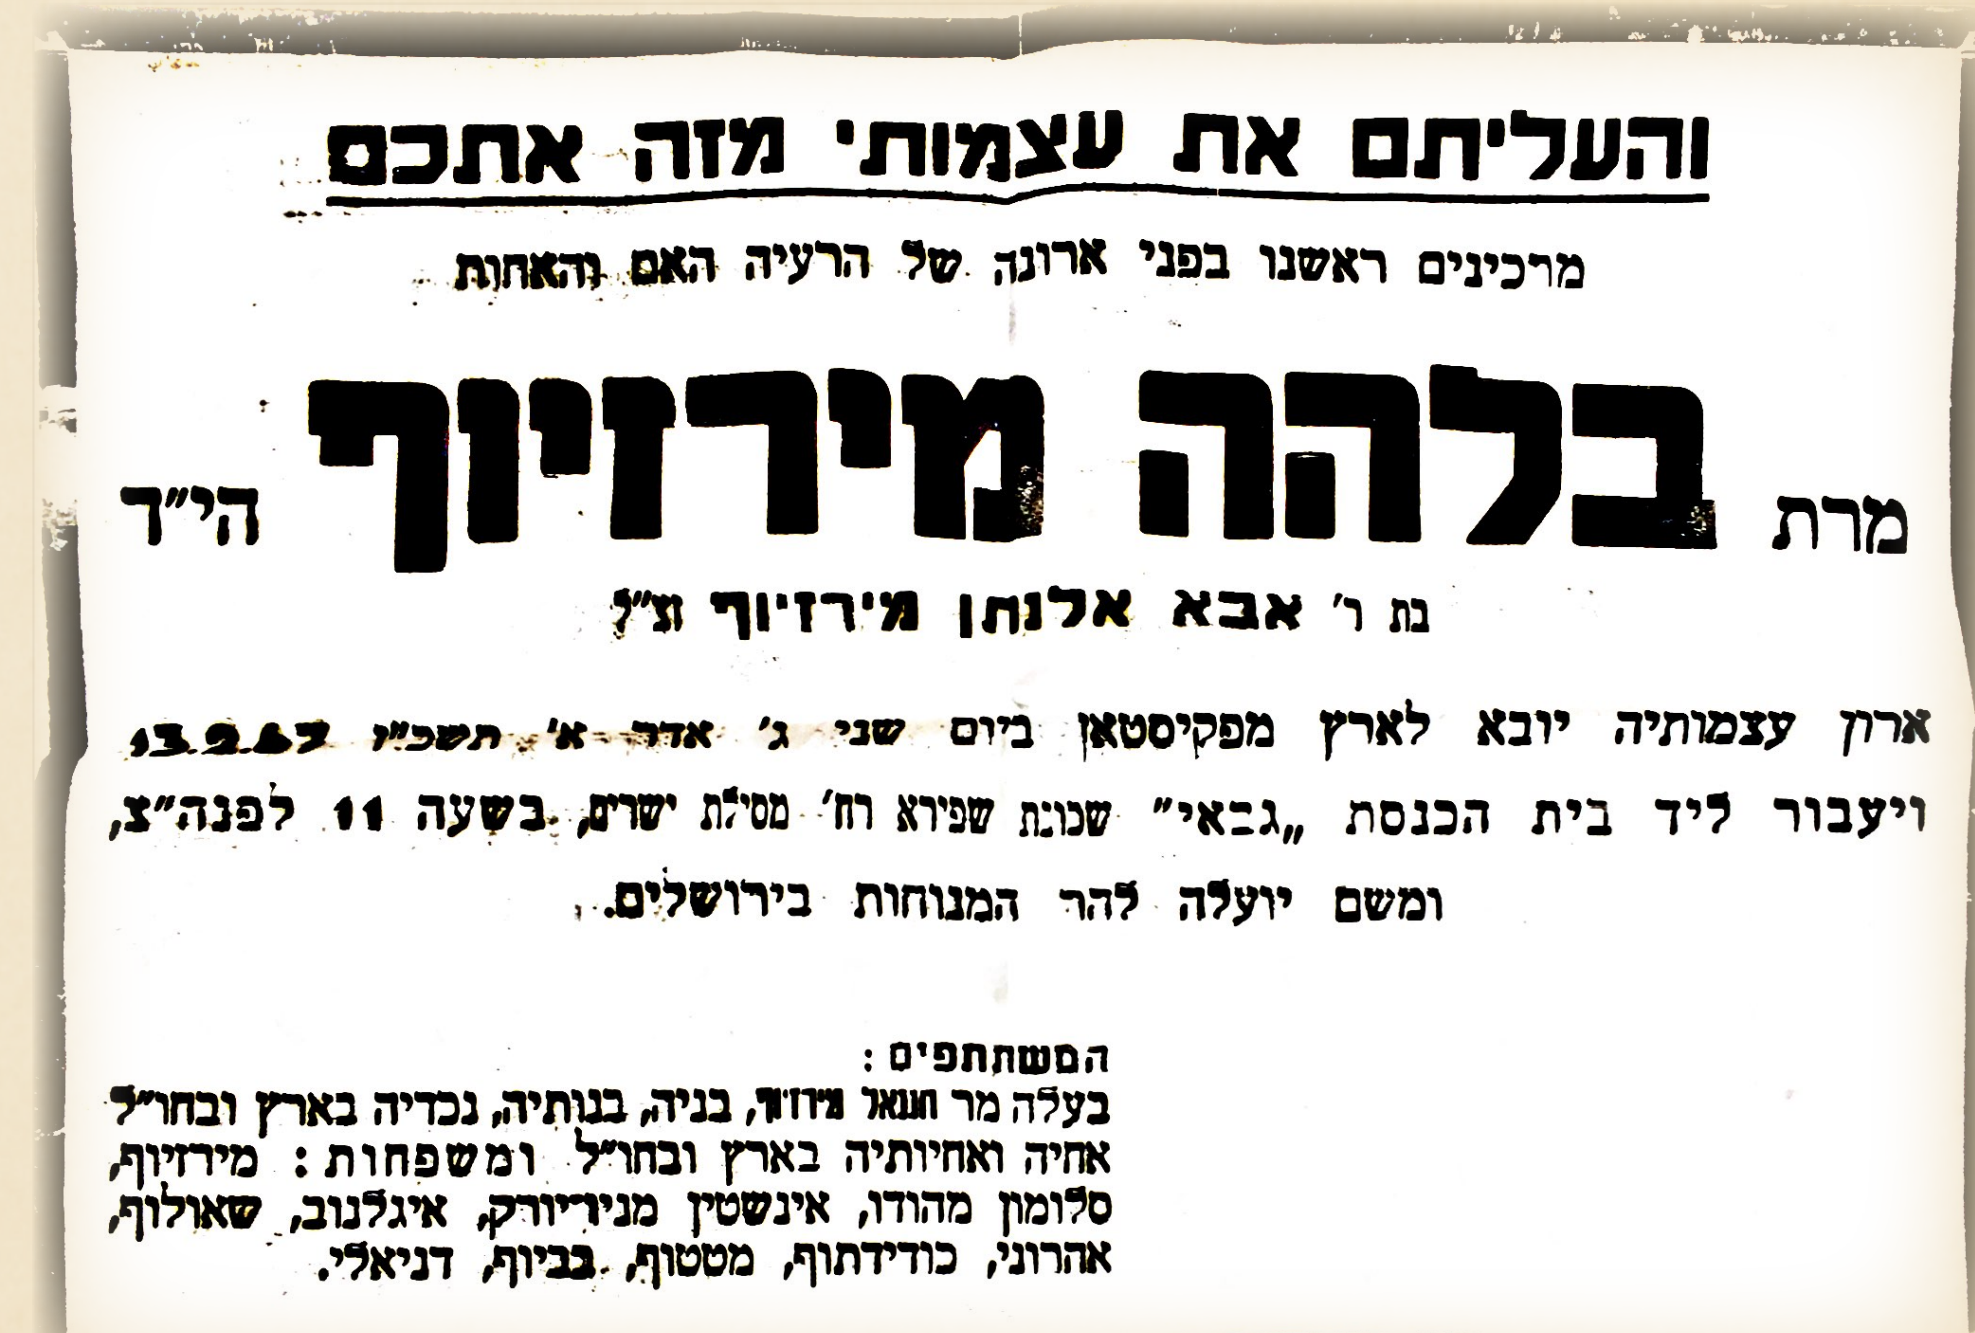 והעליתם את עצמותי מזה אתכם
מרכינים ראשנו בפני ארונה של הרעיה האם והאחות
מרת בלהה מירזיוף הי״ד
בת ר׳ אבא אלנתן מירזיוף זצ״ל
ארון עצמותיה יובא לארץ מפקיסטאן ביום שני ג׳ אדר א׳ תשכ״ז 13.2.67
ויעבור ליד בית הכנסת „גבאי״ שכונת שפירא רח׳ מסילת ישרים, בשעה 11 לפנה״צ,
ומשם יועלה להר המנוחות בירושלים.
המשתתפים:
בעלה מר חננאל מירזיוף, בניה, בנותיה, נכדיה בארץ ובחו״ל
אחיה ואחיותיה בארץ ובחו״ל ומשפחות: מירזיוף,
סלומון מהודו, אינשטין מניו־יורק, איגלנוב, שאולוף,
אהרוני, כודידתוף, מטטוף, בביוף, דניאלי.